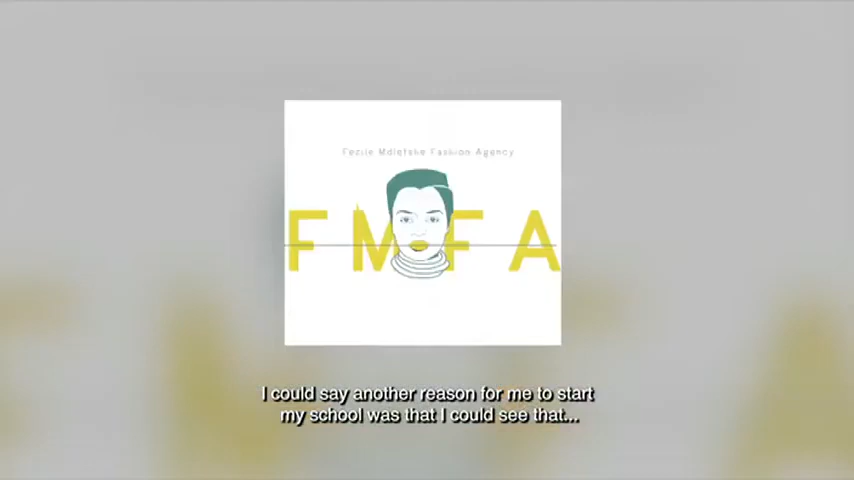 Fezile Mdletshe Fashion Agency
F M F A
I could say another reason for me to start
my school was that I could see that...